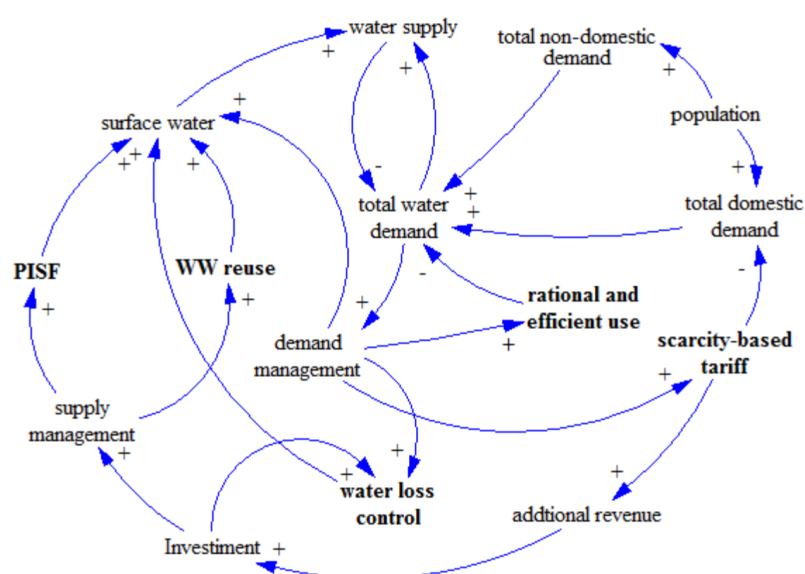 water supply
total non-domestic
demand
+
+
+
+
surface water
population
+
+
+
+
-
+
total water
demand
+
+
total domestic
demand
PISF
WW reuse
-
-
+
+
+
rational and
efficient use
demand
management
+
scarcity-based
tariff
+
supply
management
+
+
+
+
water loss
control
addtional revenue
Investiment
+